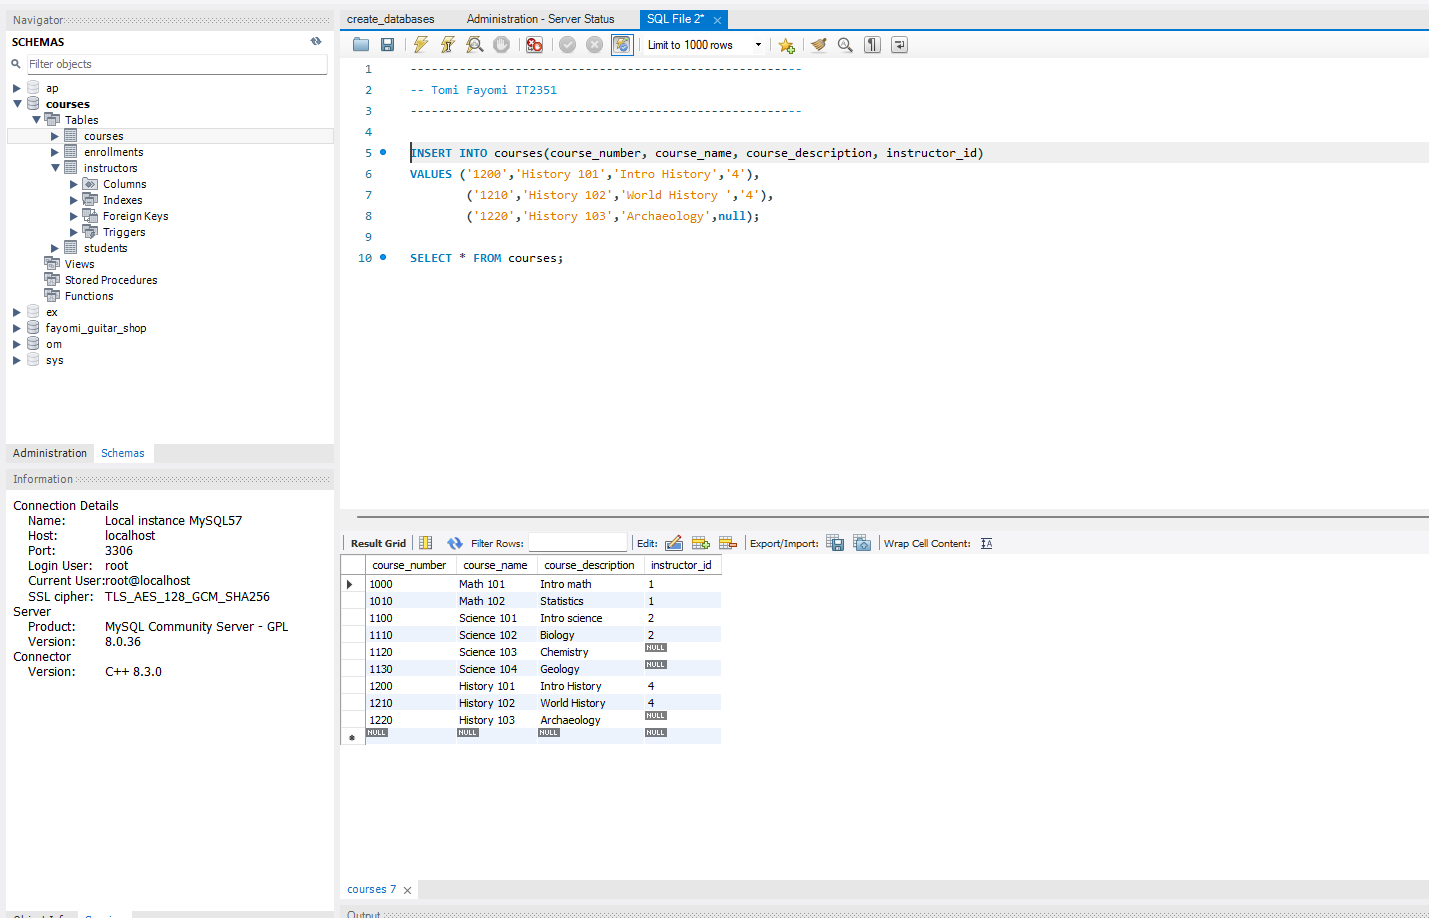 Navigator
SCHEMAS
Filter objects
ap
courses
Tables
courses
enrollments
instructors
Columns
Indexes
Foreign Keys
Triggers
students
Views
Stored Procedures
Functions
ex
fayomi_guitar_shop
om
sys
Administration Schemas
Information
Connection Details
Name: Local instance MySQL57
Host: localhost
Port: 3306
Login User: root
Current User: root@localhost
SSL cipher: TLS_AES_128_GCM_SHA256
Server
Product: MySQL Community Server - GPL
Version: 8.0.36
Connector
Version: C++ 8.3.0
create_databases Administration - Server Status SQL File 2*
Limit to 1000 rows
1 --------------------------------------------------------
2 -- Tomi Fayomi IT2351
3 --------------------------------------------------------
4
5 INSERT INTO courses(course_number, course_name, course_description, instructor_id)
6 VALUES ('1200','History 101','Intro History','4'),
7 ('1210','History 102','World History ','4'),
8 ('1220','History 103','Archaeology',null);
9
10 SELECT * FROM courses;
Result Grid Filter Rows: Edit: Export/Import: Wrap Cell Content: IA
course_number course_name course_description instructor_id
1000 Math 101 Intro math 1
1010 Math 102 Statistics 1
1100 Science 101 Intro science 2
1110 Science 102 Biology 2
1120 Science 103 Chemistry NULL
1130 Science 104 Geology NULL
1200 History 101 Intro History 4
1210 History 102 World History 4
1220 History 103 Archaeology NULL
NULL NULL NULL NULL
courses 7
Output